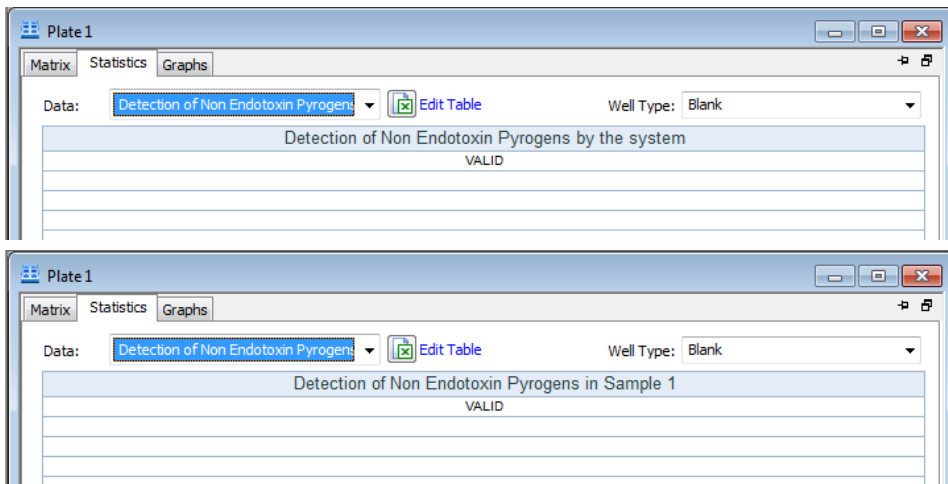 Plate 1
Matrix Statistics Graphs
Data: Detection of Non Endotoxin Pyrogens Edit Table Well Type: Blank
Detection of Non Endotoxin Pyrogens by the system
VALID
Plate 1
Matrix Statistics Graphs
Data: Detection of Non Endotoxin Pyrogens Edit Table Well Type: Blank
Detection of Non Endotoxin Pyrogens in Sample 1
VALID